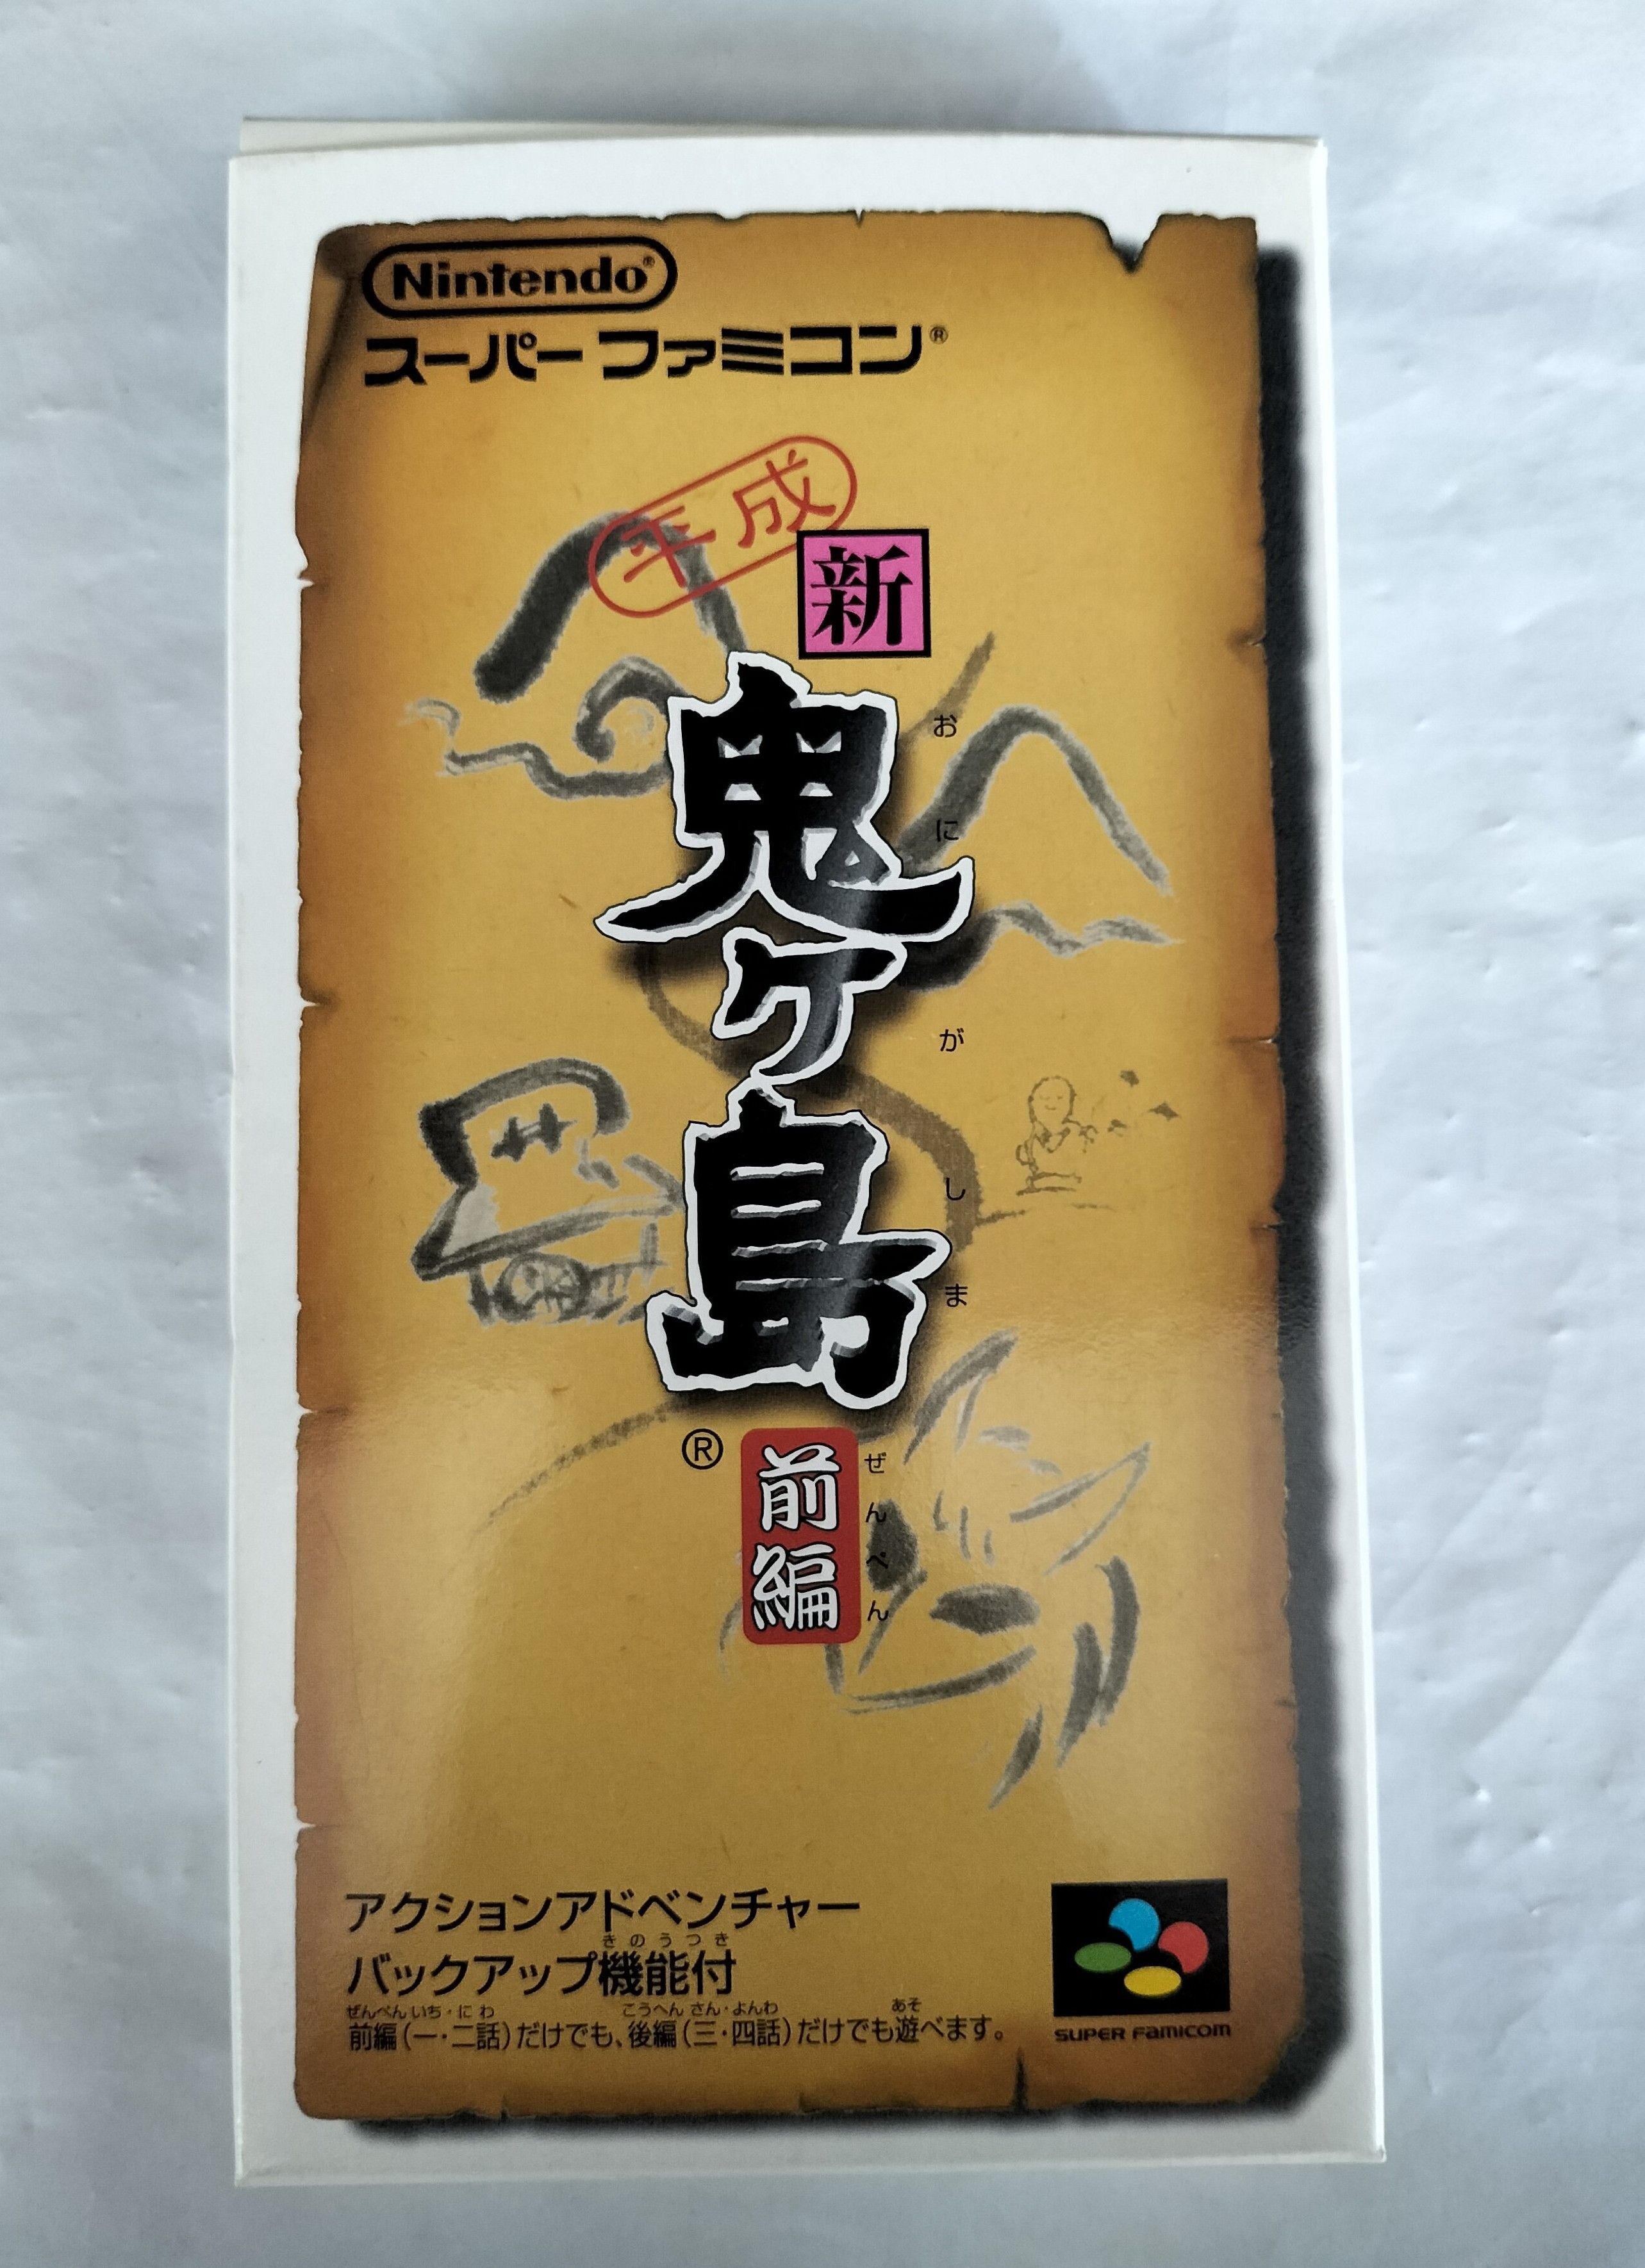 Nintendo®
スーパーファミコン®
平成
新
鬼ヶ島
おにがしま
®
前編
ぜんぺん
アクションアドベンチャー
きのうつき
バックアップ機能付
ぜんぺん いち・に わ こうへん さん・よんわ あそ
前編(一・二話)だけでも、後編(三・四話)だけでも遊べます。
SUPER FAMICOM